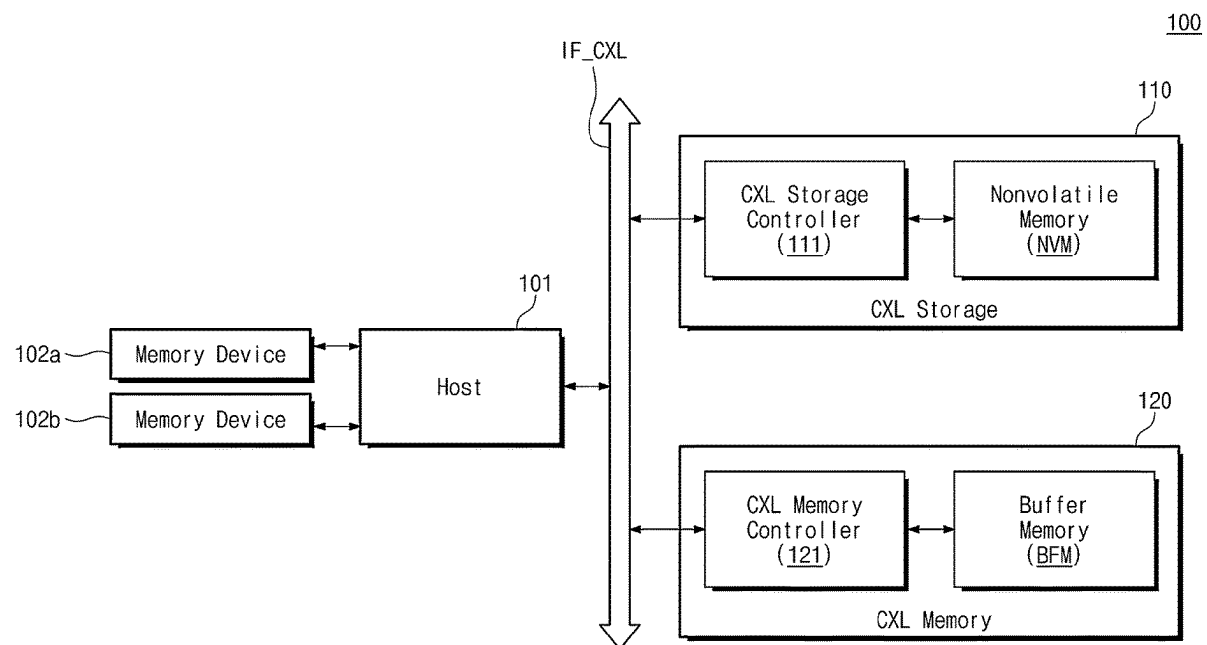 100
IF_CXL
110
CXL Storage
Controller
(111)
Nonvolatile
Memory
(NVM)
CXL Storage
101
102a
Memory Device
Host
102b
Memory Device
120
CXL Memory
Controller
(121)
Buffer
Memory
(BFM)
CXL Memory